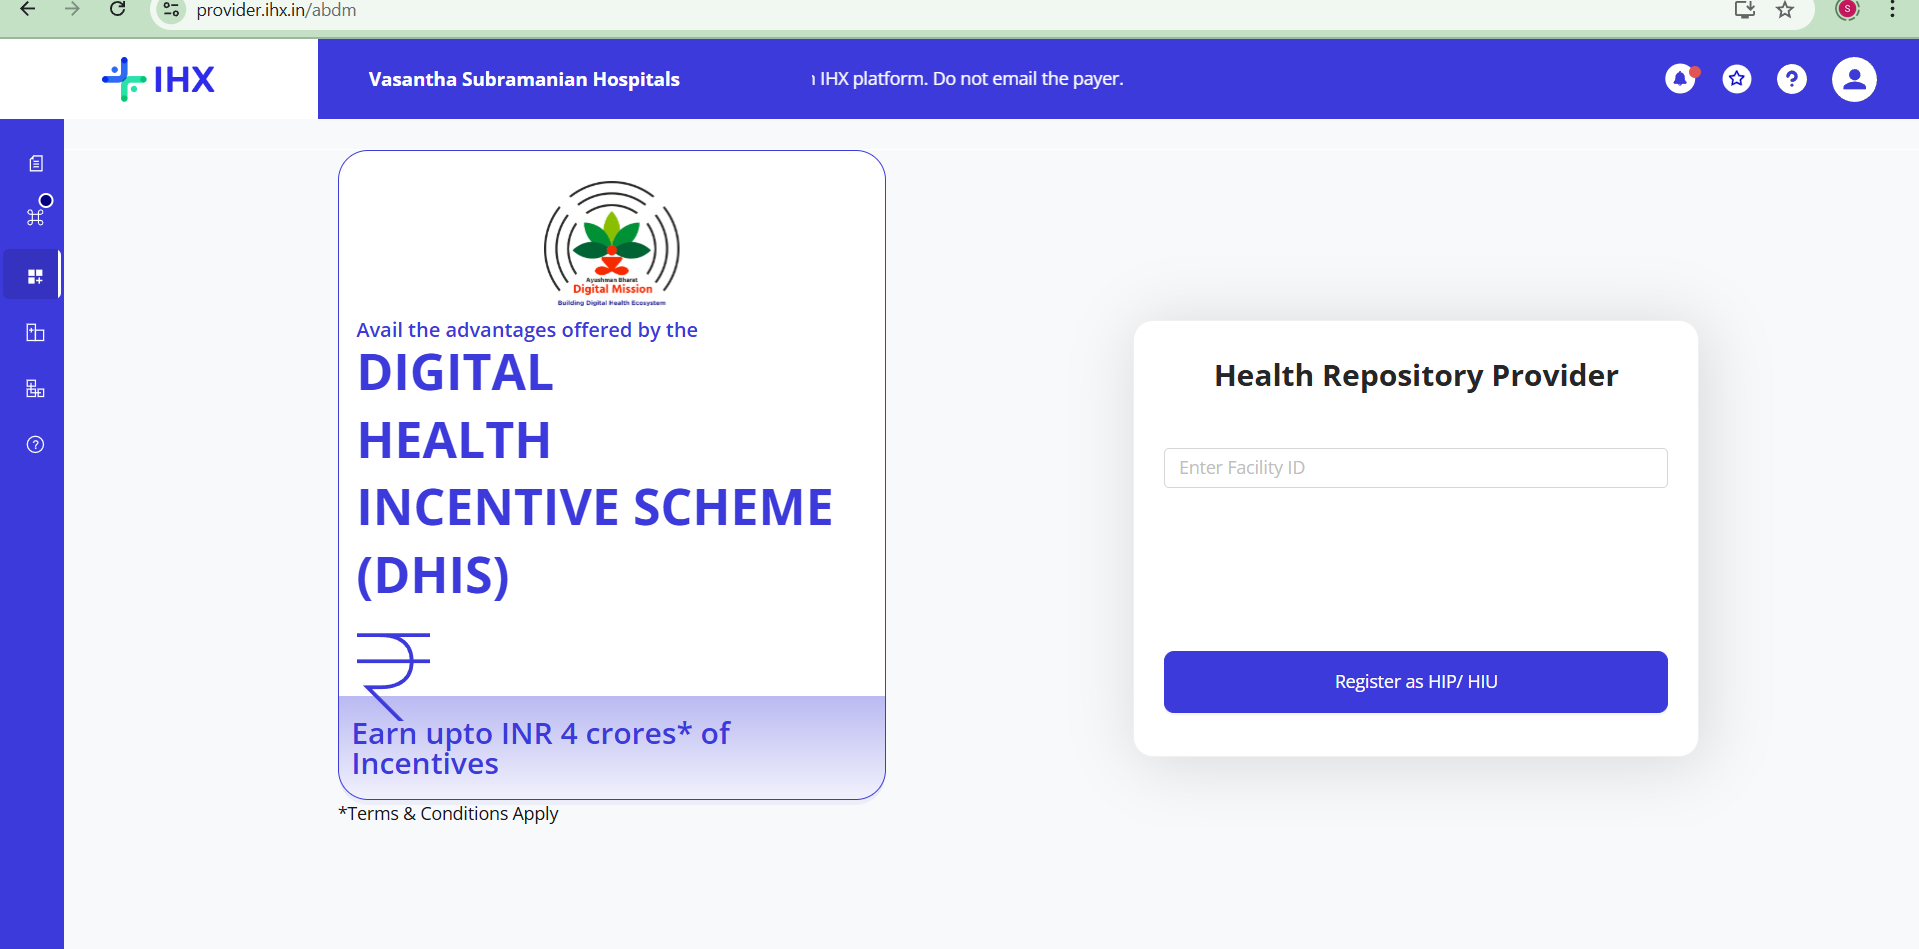 provider.ihx.in/abdm
S
IHX
Vasantha Subramanian Hospitals
IHX platform. Do not email the payer.
Ayushman Bharat
Digital Mission
Building Digital Health Ecosystem
Avail the advantages offered by the
DIGITAL
HEALTH
INCENTIVE SCHEME
(DHIS)
₹
Earn upto INR 4 crores* of
Incentives
*Terms & Conditions Apply
Health Repository Provider
Enter Facility ID
Register as HIP/ HIU